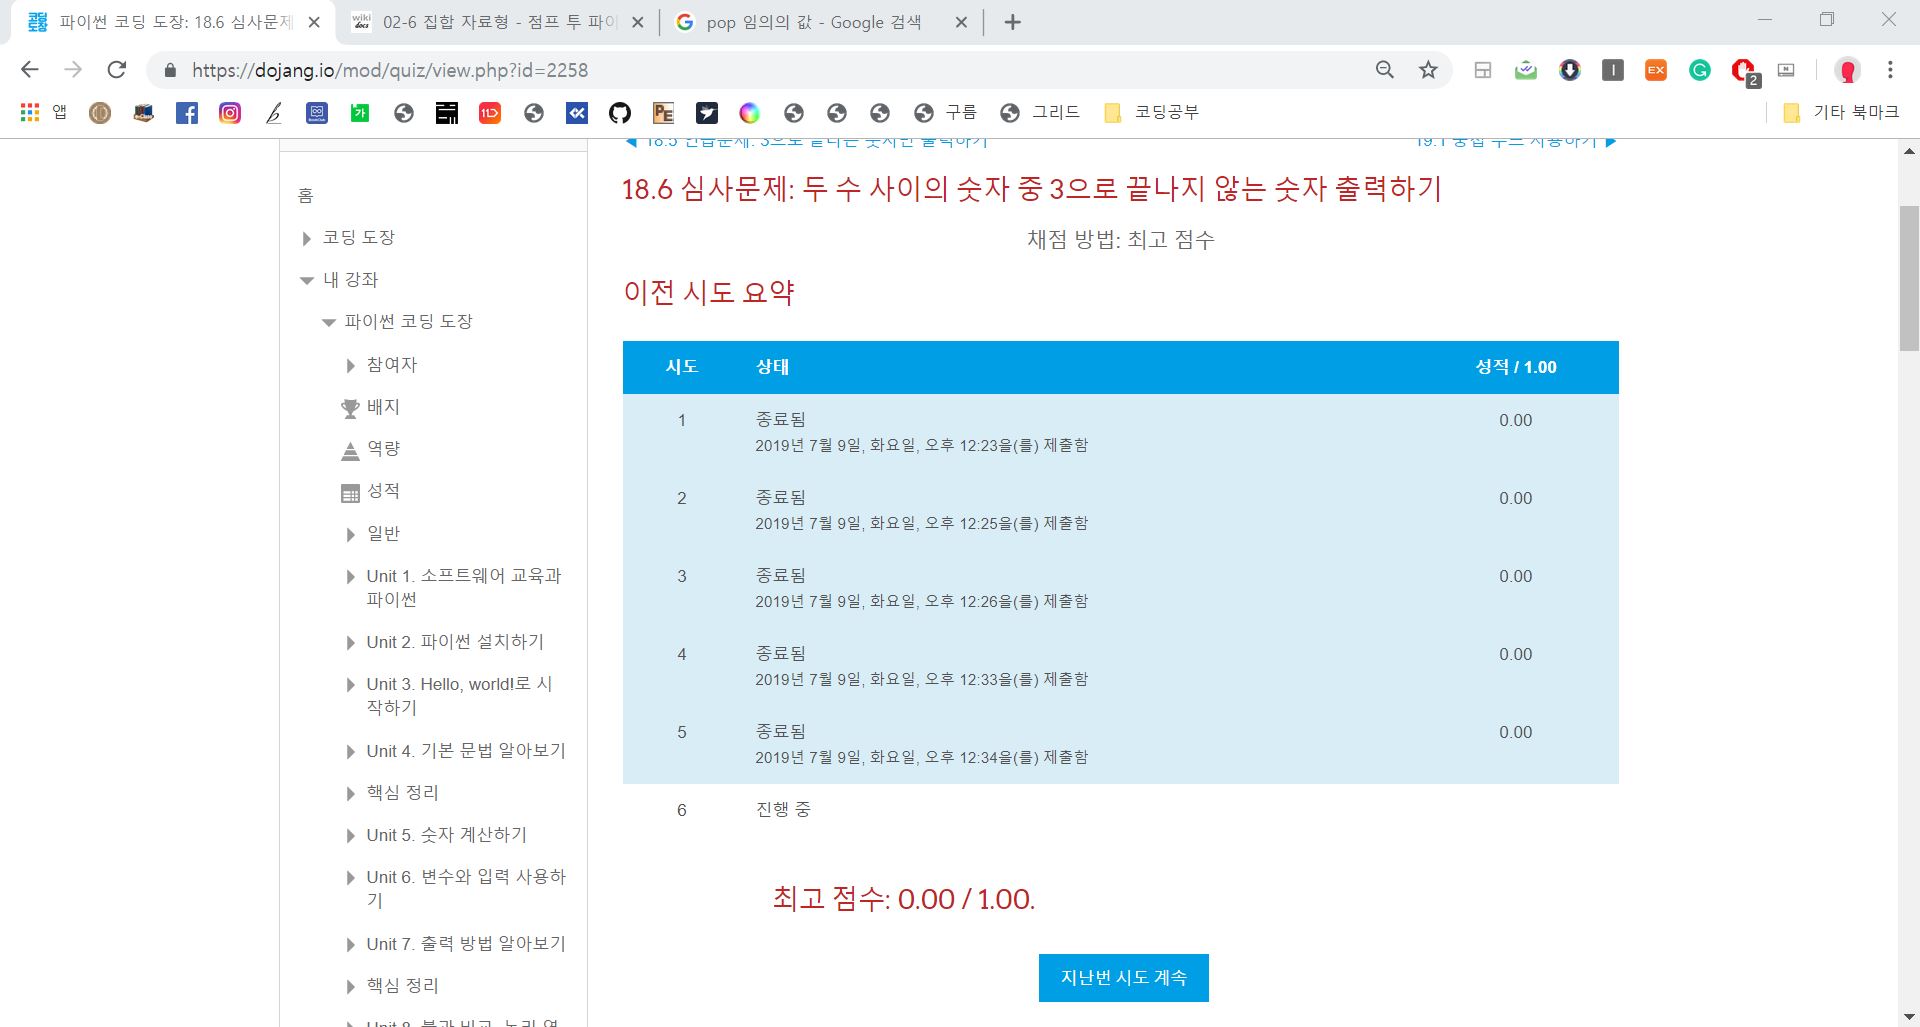 파이썬 코딩 도장: 18.6 심사문제
02-6 집합 자료형 - 점프 투 파이
pop 임의의 값 - Google 검색
https://dojang.io/mod/quiz/view.php?id=2258
앱
구름
그리드
코딩공부
기타 북마크
18.6 심사문제: 두 수 사이의 숫자 중 3으로 끝나지 않는 숫자 출력하기
채점 방법: 최고 점수
이전 시도 요약
시도 상태 성적 / 1.00
1 종료됨 0.00
2019년 7월 9일, 화요일, 오후 12:23을(를) 제출함
2 종료됨 0.00
2019년 7월 9일, 화요일, 오후 12:25을(를) 제출함
3 종료됨 0.00
2019년 7월 9일, 화요일, 오후 12:26을(를) 제출함
4 종료됨 0.00
2019년 7월 9일, 화요일, 오후 12:33을(를) 제출함
5 종료됨 0.00
2019년 7월 9일, 화요일, 오후 12:34을(를) 제출함
6 진행 중
최고 점수: 0.00 / 1.00.
지난번 시도 계속
홈
코딩 도장
내 강좌
파이썬 코딩 도장
참여자
배지
역량
성적
일반
Unit 1. 소프트웨어 교육과
파이썬
Unit 2. 파이썬 설치하기
Unit 3. Hello, world!로 시
작하기
Unit 4. 기본 문법 알아보기
핵심 정리
Unit 5. 숫자 계산하기
Unit 6. 변수와 입력 사용하
기
Unit 7. 출력 방법 알아보기
핵심 정리